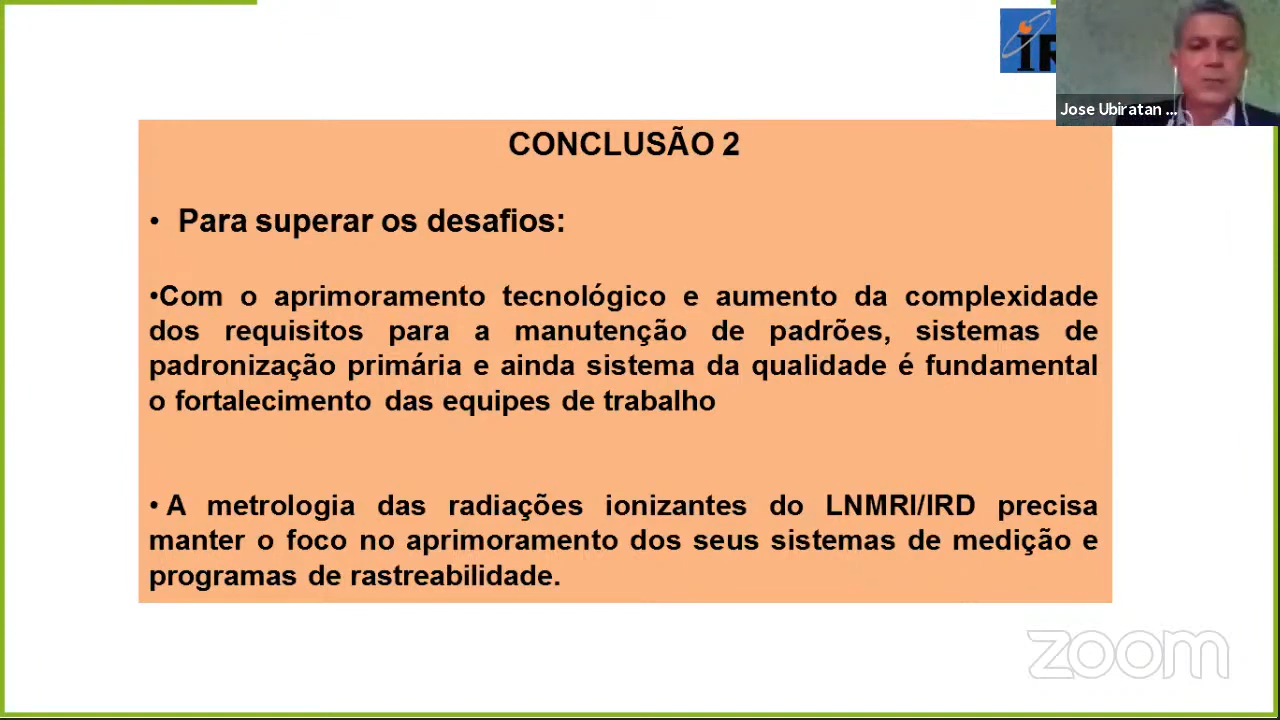 IR
Jose Ubiratan ...
CONCLUSÃO 2
• Para superar os desafios:
•Com o aprimoramento tecnológico e aumento da complexidade
dos requisitos para a manutenção de padrões, sistemas de
padronização primária e ainda sistema da qualidade é fundamental
o fortalecimento das equipes de trabalho
• A metrologia das radiações ionizantes do LNMRI/IRD precisa
manter o foco no aprimoramento dos seus sistemas de medição e
programas de rastreabilidade.
zoom